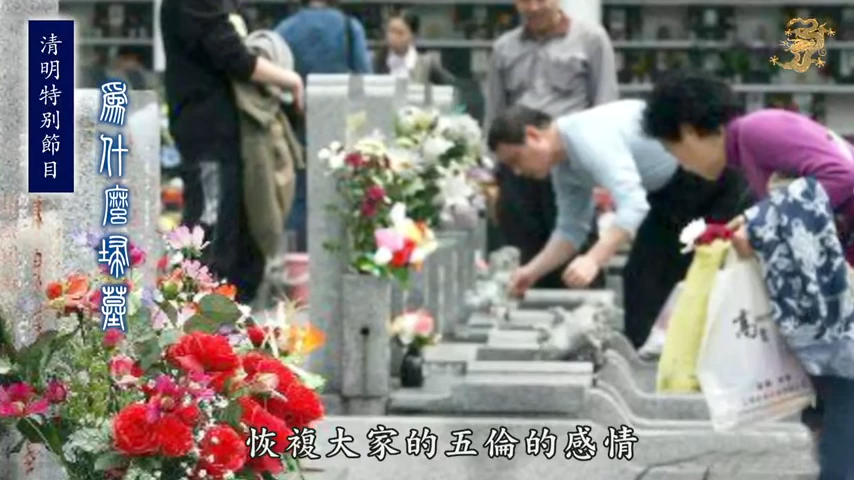 清明特別節目
為什麼掃墓
恢複大家的五倫的感情